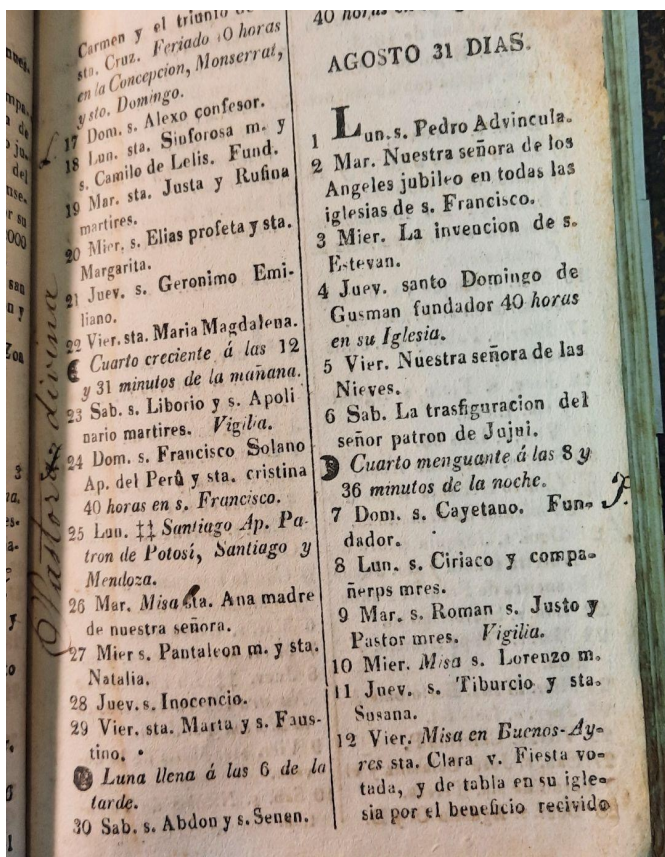 Carmen y el triunfo de
sta. Cruz. Feriado 40 horas
en la Concepcion, Monserrat,
y sto. Domingo.
17 Dom. s. Alexo confesor.
18 Lun. sta. Sinforosa m. y
s. Camilo de Lelis. Fund.
19 Mar. sta. Justa y Rufina
martires.
20 Mier. s. Elias profeta y sta.
Margarita.
21 Juev. s. Geronimo Emi-
liano.
22 Vier. sta. Maria Magdalena.
Cuarto creciente á las 12
y 31 minutos de la mañana.
23 Sab. s. Liborio y s. Apoli
nario martires. Vigilia.
24 Dom. s. Francisco Solano
Ap. del Perú y sta. cristina
40 horas en s. Francisco.
25 Lun. ‡‡ Santiago Ap. Pa-
tron de Potosí, Santiago y
Mendoza.
26 Mar. Misa sta. Ana madre
de nuestra señora.
27 Mier s. Pantaleon m. y sta.
Natalia.
28 Juev. s. Inocencio.
29 Vier. sta. Marta y s. Faus-
tino.
Luna llena á las 6 de la
tarde.
30 Sab. s. Abdon y s. Senen.
Pastora divina
40 horas
AGOSTO 31 DIAS.
1 Lun. s. Pedro Advincula.
2 Mar. Nuestra señora de los
Angeles jubileo en todas las
iglesias de s. Francisco.
3 Mier. La invencion de s.
Estevan.
4 Juev. santo Domingo de
Gusman fundador 40 horas
en su Iglesia.
5 Vier. Nuestra señora de las
Nieves.
6 Sab. La trasfiguracion del
señor patron de Jujui.
Cuarto menguante á las 8 y
36 minutos de la noche.
7 Dom. s. Cayetano. Fun-
dador.
8 Lun. s. Ciriaco y compa-
ñerps mres.
9 Mar. s. Roman s. Justo y
Pastor mres. Vigilia.
10 Mier. Misa s. Lorenzo m.
11 Juev. s. Tiburcio y sta.
Susana.
12 Vier. Misa en Buenos-Ay-
res sta. Clara v. Fiesta vo-
tada, y de tabla en su igle-
sia por el beneficio recivido